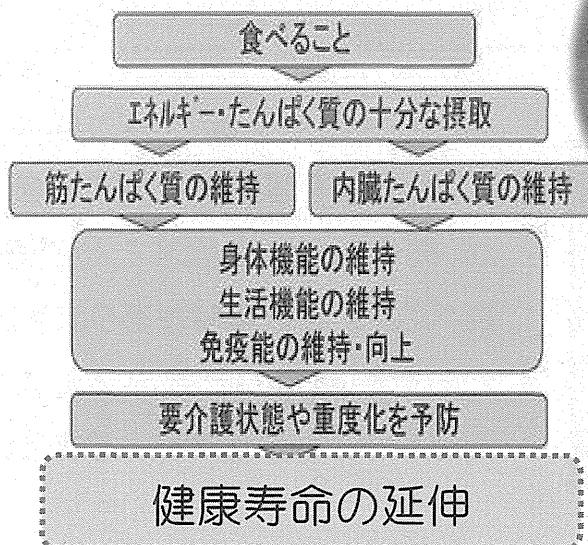 食べること
エネルギー・たんぱく質の十分な摂取
筋たんぱく質の維持
内臓たんぱく質の維持
身体機能の維持
生活機能の維持
免疫能の維持・向上
要介護状態や重度化を予防
健康寿命の延伸